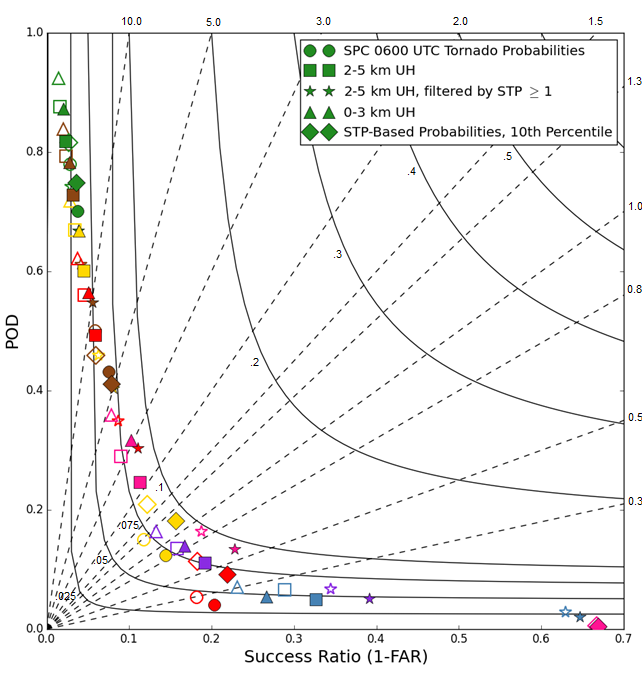 10.0 5.0 3.0 2.0 1.5
1.0
SPC 0600 UTC Tornado Probabilities
2-5 km UH
2-5 km UH, filtered by STP ≥ 1
0-3 km UH
STP-Based Probabilities, 10th Percentile
1.3
0.8
.5
.4
1.0
.3
0.6
0.8
POD
.2
0.4
0.5
.1
0.2
0.3
.075
.05
.025
0.0
0.0 0.1 0.2 0.3 0.4 0.5 0.6 0.7
Success Ratio (1-FAR)